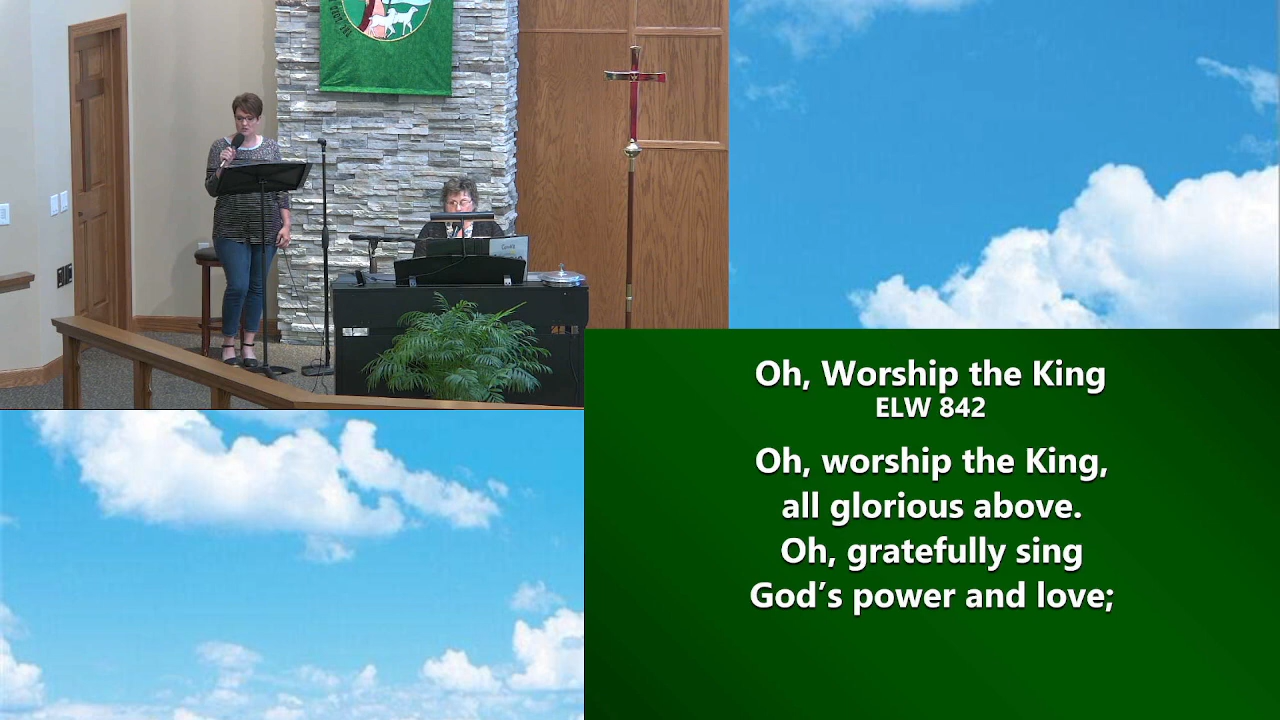 Oh, Worship the King
ELW 842
Oh, worship the King,
all glorious above.
Oh, gratefully sing
God's power and love;